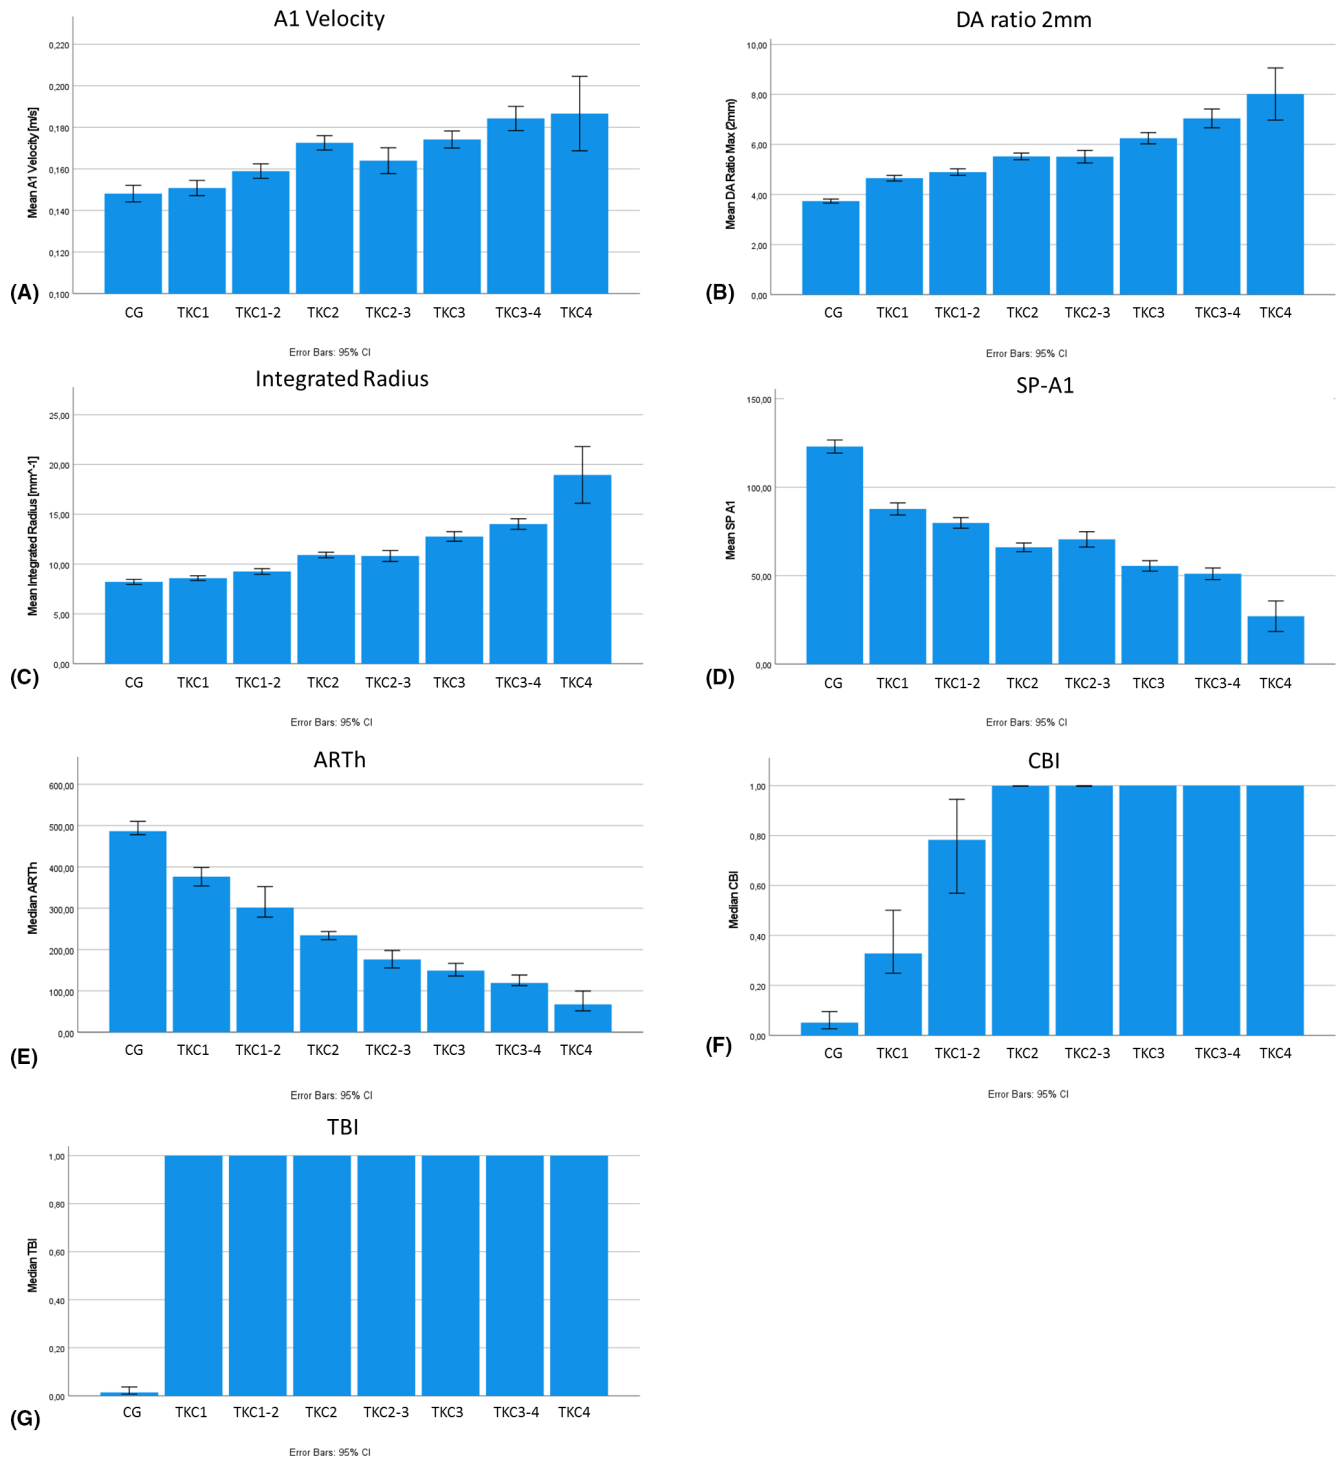 A1 Velocity
Mean A1 Velocity [m/s]
0,220
0,200
0,180
0,160
0,140
0,120
0,100
(A)
CG TKC1 TKC1-2 TKC2 TKC2-3 TKC3 TKC3-4 TKC4
Error Bars: 95% CI
DA ratio 2mm
Mean DA Ratio Max (2mm)
10,00
8,00
6,00
4,00
2,00
0,00
(B)
CG TKC1 TKC1-2 TKC2 TKC2-3 TKC3 TKC3-4 TKC4
Error Bars: 95% CI
Integrated Radius
Mean Integrated Radius [mm^-1]
25,00
20,00
15,00
10,00
5,00
0,00
(C)
CG TKC1 TKC1-2 TKC2 TKC2-3 TKC3 TKC3-4 TKC4
Error Bars: 95% CI
SP-A1
Mean SP A1
150,00
100,00
50,00
0,00
(D)
CG TKC1 TKC1-2 TKC2 TKC2-3 TKC3 TKC3-4 TKC4
Error Bars: 95% CI
ARTh
Median ARTh
600,00
500,00
400,00
300,00
200,00
100,00
0,00
(E)
CG TKC1 TKC1-2 TKC2 TKC2-3 TKC3 TKC3-4 TKC4
Error Bars: 95% CI
CBI
Median CBI
1,00
0,80
0,60
0,40
0,20
0,00
(F)
CG TKC1 TKC1-2 TKC2 TKC2-3 TKC3 TKC3-4 TKC4
Error Bars: 95% CI
TBI
Median TBI
1,00
0,80
0,60
0,40
0,20
0,00
(G)
CG TKC1 TKC1-2 TKC2 TKC2-3 TKC3 TKC3-4 TKC4
Error Bars: 95% CI